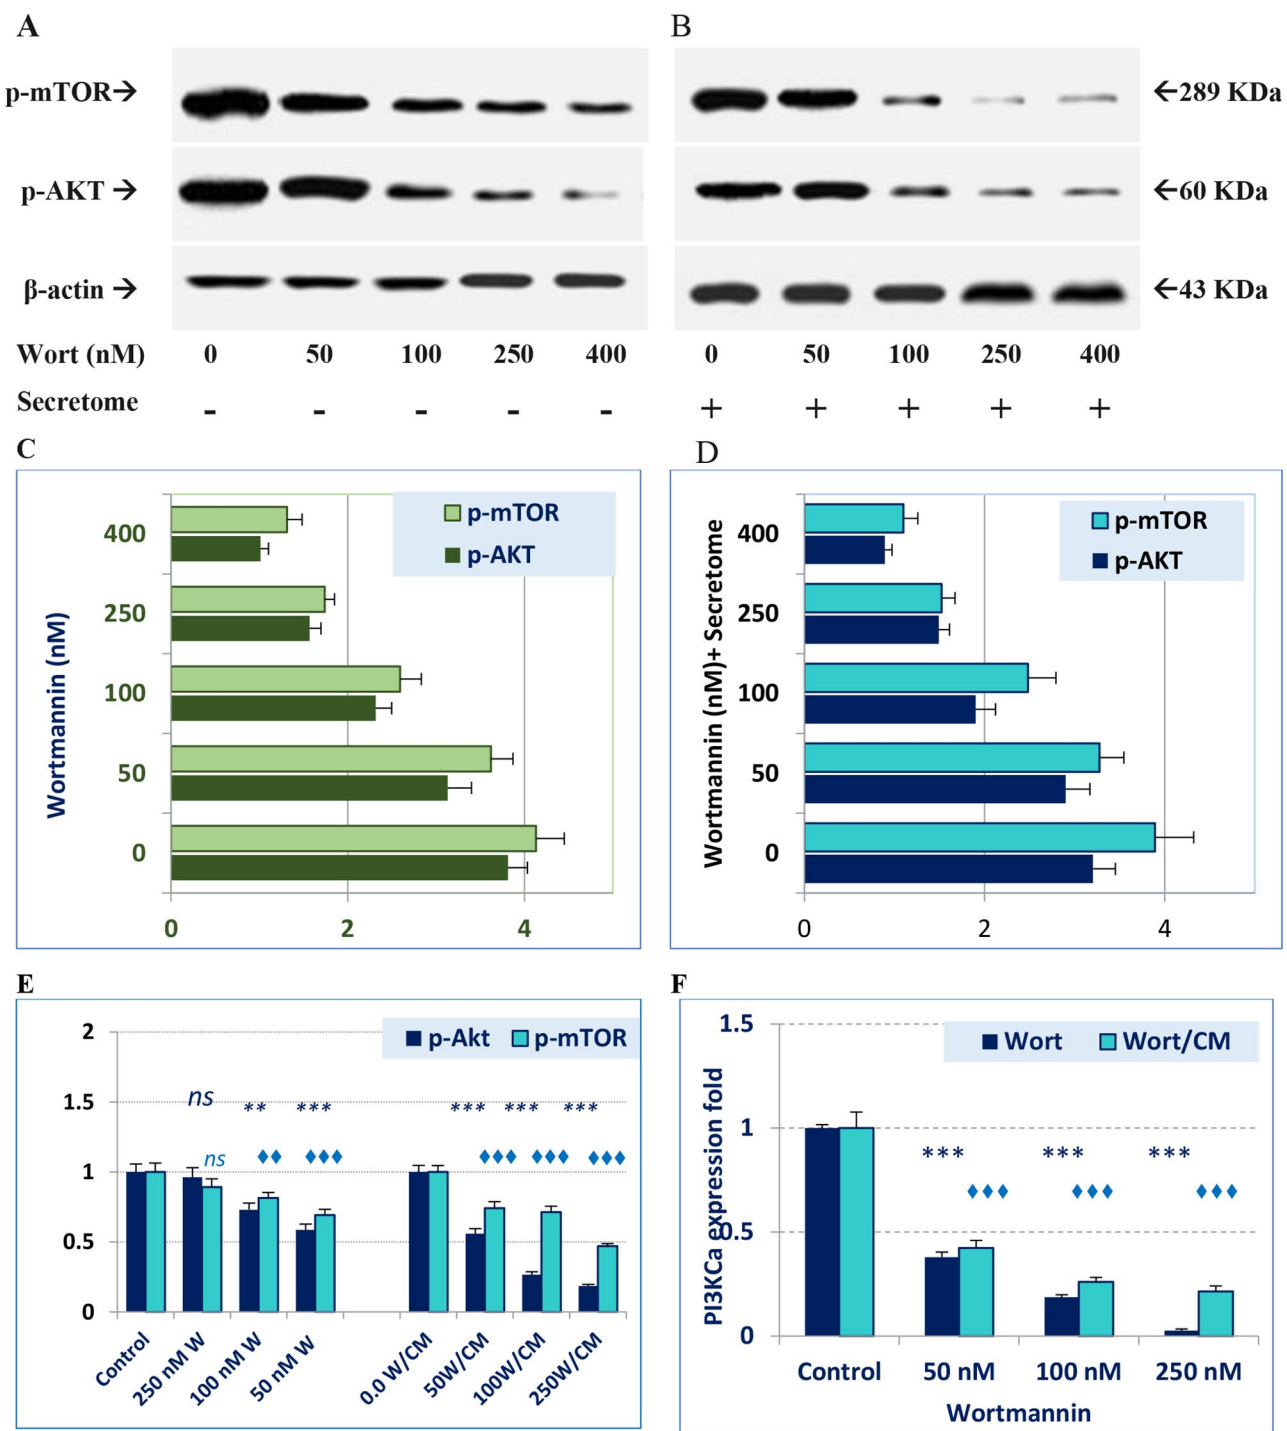 A
B
p-mTOR→
←289 KDa
p-AKT →
←60 KDa
β-actin →
←43 KDa
Wort (nM) 0 50 100 250 400 0 50 100 250 400
Secretome - - - - - + + + + +
C
D
Wortmannin (nM)
p-mTOR
p-AKT
400
250
100
50
0
0 2 4
Wortmannin (nM)+ Secretome
p-mTOR
p-AKT
400
250
100
50
0
0 2 4
E
F
p-Akt p-mTOR
2
1.5
1
0.5
0
ns ** *** *** *** ***
ns ♦♦ ♦♦♦ ♦♦♦ ♦♦♦ ♦♦♦
Control 250 nM W 100 nM W 50 nM W 0.0 W/CM 50W/CM 100W/CM 250W/CM
PI3KCa expression fold
Wort Wort/CM
1.5
1
0.5
0
*** *** ***
♦♦♦ ♦♦♦ ♦♦♦
Control 50 nM 100 nM 250 nM
Wortmannin